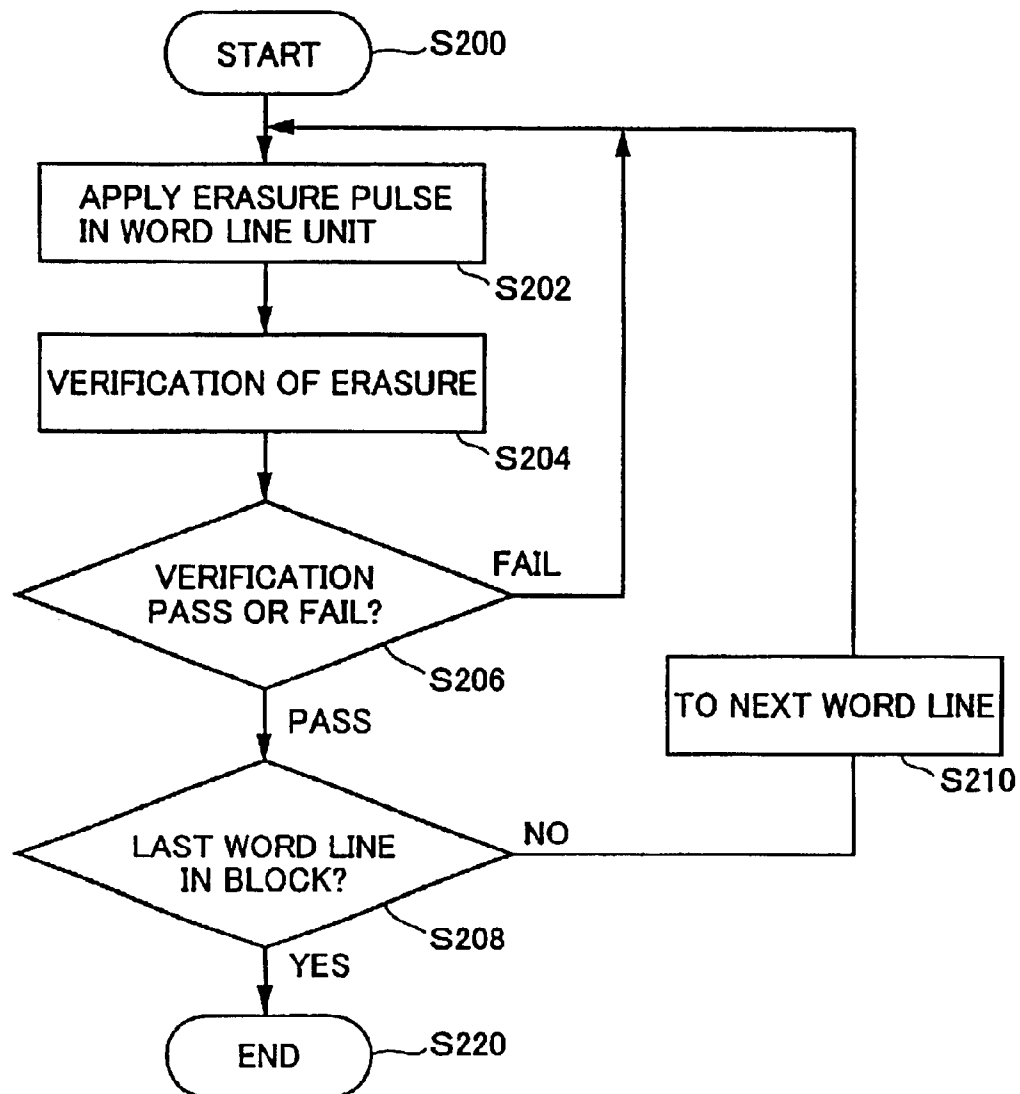 START
S200
APPLY ERASURE PULSE
IN WORD LINE UNIT
S202
VERIFICATION OF ERASURE
S204
VERIFICATION
PASS OR FAIL?
FAIL
S206
PASS
TO NEXT WORD LINE
S210
LAST WORD LINE
IN BLOCK?
NO
S208
YES
END
S220